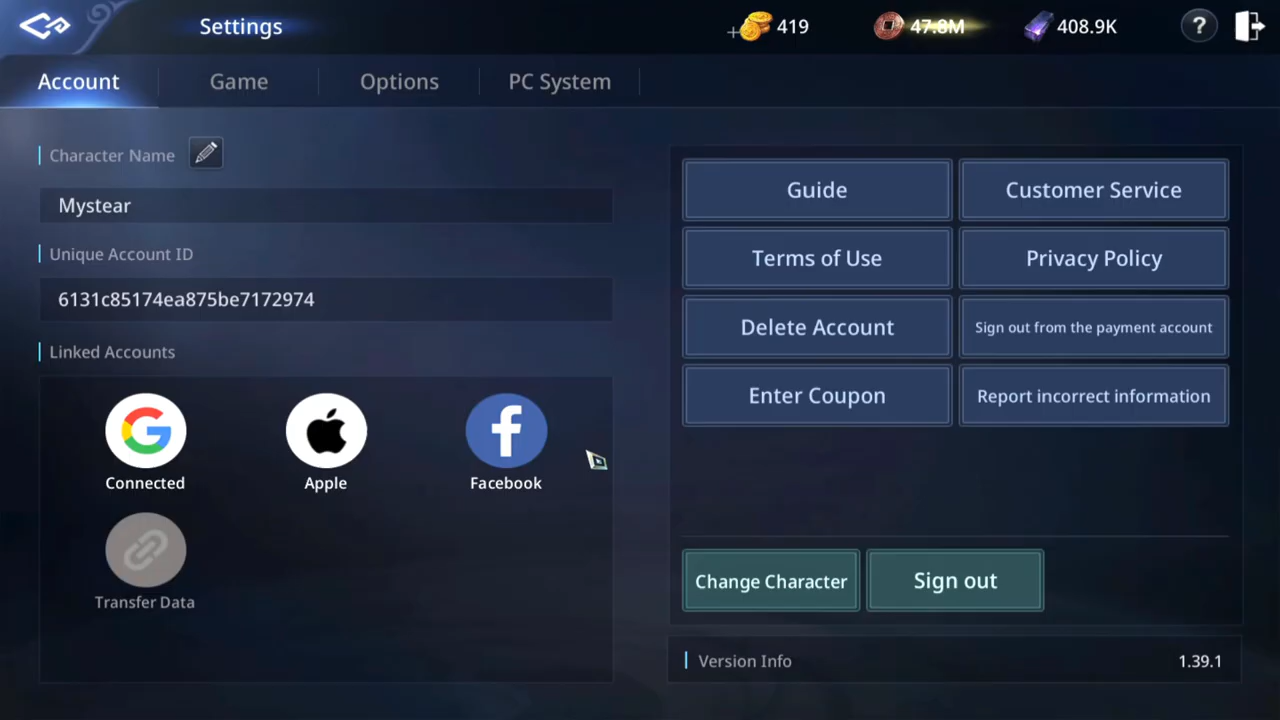 Settings
419
47.8M
408.9K
?
Account
Game
Options
PC System
Character Name
Mystear
Unique Account ID
6131c85174ea875be7172974
Linked Accounts
Connected
Apple
Facebook
Transfer Data
Guide
Customer Service
Terms of Use
Privacy Policy
Delete Account
Sign out from the payment account
Enter Coupon
Report incorrect information
Change Character
Sign out
Version Info
1.39.1